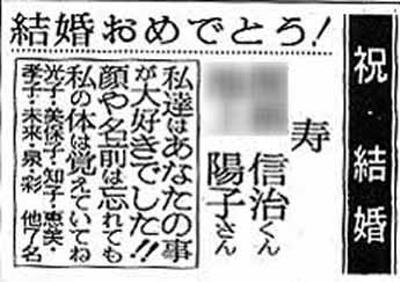 結婚おめでとう！
祝・結婚
寿
信治くん
陽子さん
私達はあなたの事
が大好きでした!!
顔や名前は忘れても
私の体は覚えていてね
光子・美保子・知子・恵美・
孝子・未来・泉・彩 他7名